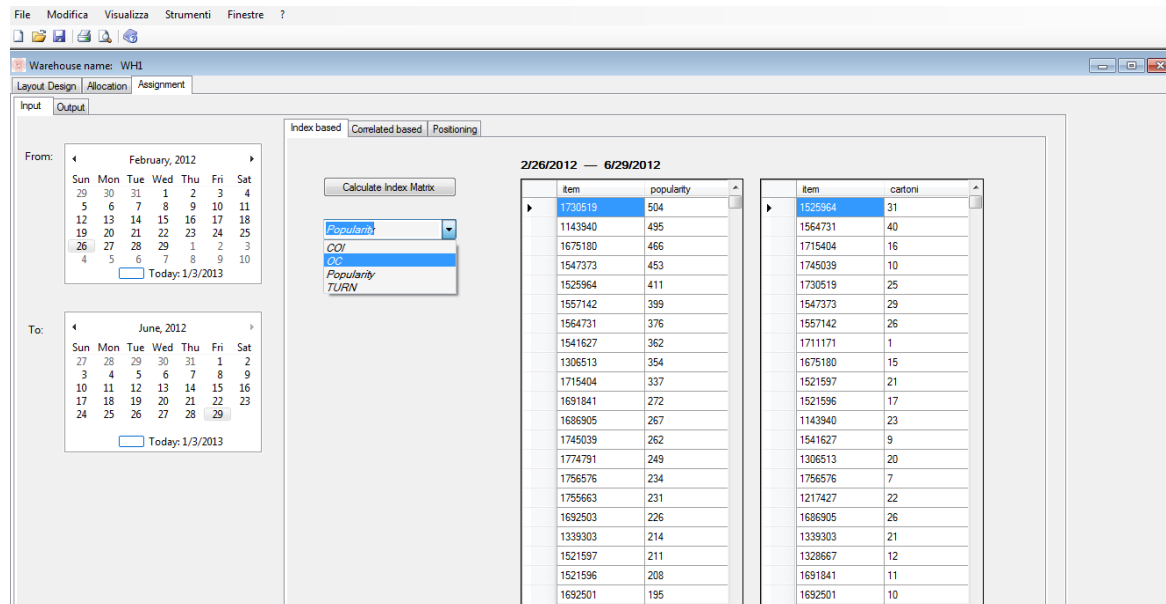 File Modifica Visualizza Strumenti Finestre ?
Warehouse name: WH1
Layout Design Allocation Assignment
Input Output
Index based Correlated based Positioning
From:
February, 2012
Sun Mon Tue Wed Thu Fri Sat
29 30 31 1 2 3 4
5 6 7 8 9 10 11
12 13 14 15 16 17 18
19 20 21 22 23 24 25
26 27 28 29 1 2 3
4 5 6 7 8 9 10
Today: 1/3/2013
To:
June, 2012
Sun Mon Tue Wed Thu Fri Sat
27 28 29 30 31 1 2
3 4 5 6 7 8 9
10 11 12 13 14 15 16
17 18 19 20 21 22 23
24 25 26 27 28 29
Today: 1/3/2013
Calculate Index Matrix
Popularity
COI
OC
Popularity
TURN
2/26/2012 — 6/29/2012
item popularity
1730519 504
1143940 495
1675180 466
1547373 453
1525964 411
1557142 399
1564731 376
1541627 362
1306513 354
1715404 337
1691841 272
1686905 267
1745039 262
1774791 249
1756576 234
1755663 231
1692503 226
1339303 214
1521597 211
1521596 208
1692501 195
item cartoni
1525964 31
1564731 40
1715404 16
1745039 10
1730519 25
1547373 29
1557142 26
1711171 1
1675180 15
1521597 21
1521596 17
1143940 23
1541627 9
1306513 20
1756576 7
1217427 22
1686905 26
1339303 21
1328667 12
1691841 11
1692501 10